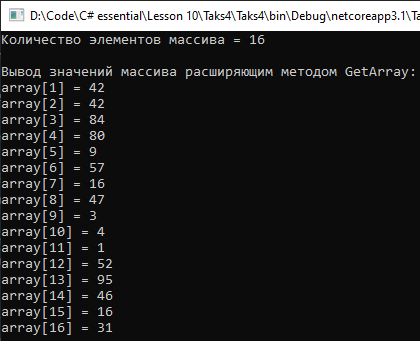 D:\Code\C# essential\Lesson 10\Taks4\Taks4\bin\Debug\netcoreapp3.1\Ta
Количество элементов массива = 16
Вывод значений массива расширяющим методом GetArray:
array[1] = 42
array[2] = 42
array[3] = 84
array[4] = 80
array[5] = 9
array[6] = 57
array[7] = 16
array[8] = 47
array[9] = 3
array[10] = 4
array[11] = 1
array[12] = 52
array[13] = 95
array[14] = 46
array[15] = 16
array[16] = 31